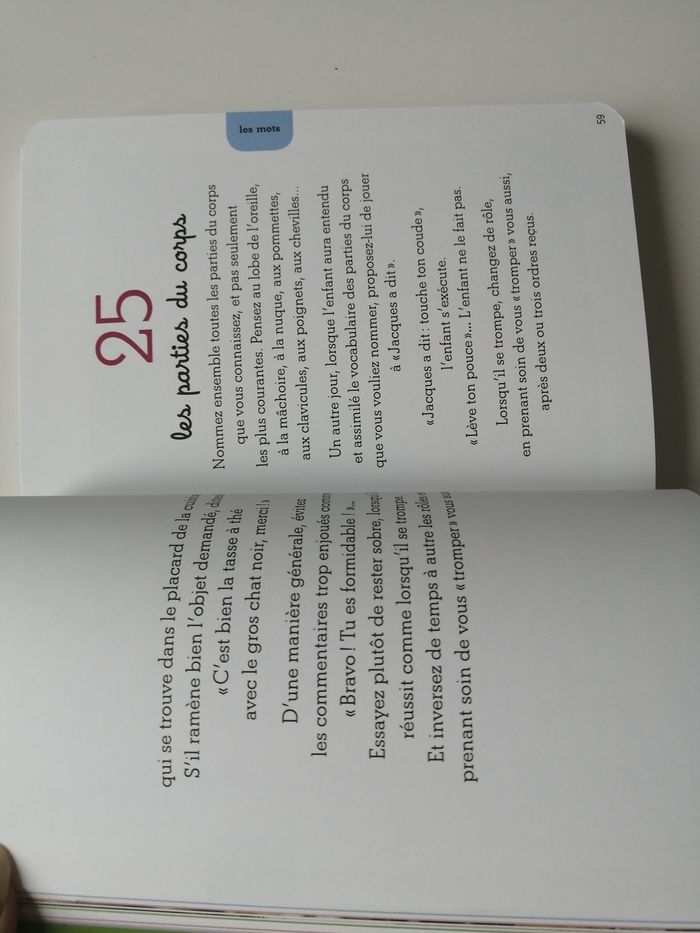 qui se trouve dans le placard de la
S'il ramène bien l'objet demandé, dites
« C'est bien la tasse à thé
avec le gros chat noir, merci! »
D'une manière générale, évitez
les commentaires trop enjoués comme
« Bravo ! Tu es formidable ! »...
Essayez plutôt de rester sobre,
réussit comme lorsqu'il se trompe.
Et inversez de temps à autre les rôles
prenant soin de vous « tromper » vous
les mots
25
les parties du corps
Nommez ensemble toutes les parties du corps
que vous connaissez, et pas seulement
les plus courantes. Pensez au lobe de l'oreille,
à la mâchoire, à la nuque, aux pommettes,
aux clavicules, aux poignets, aux chevilles...
Un autre jour, lorsque l'enfant aura entendu
et assimilé le vocabulaire des parties du corps
que vous vouliez nommer, proposez-lui de jouer
à « Jacques a dit ».
« Jacques a dit : touche ton coude »,
l'enfant s'exécute.
« Lève ton pouce »... L'enfant ne le fait pas.
Lorsqu'il se trompe, changez de rôle,
en prenant soin de vous « tromper » vous aussi,
après deux ou trois ordres reçus.
59